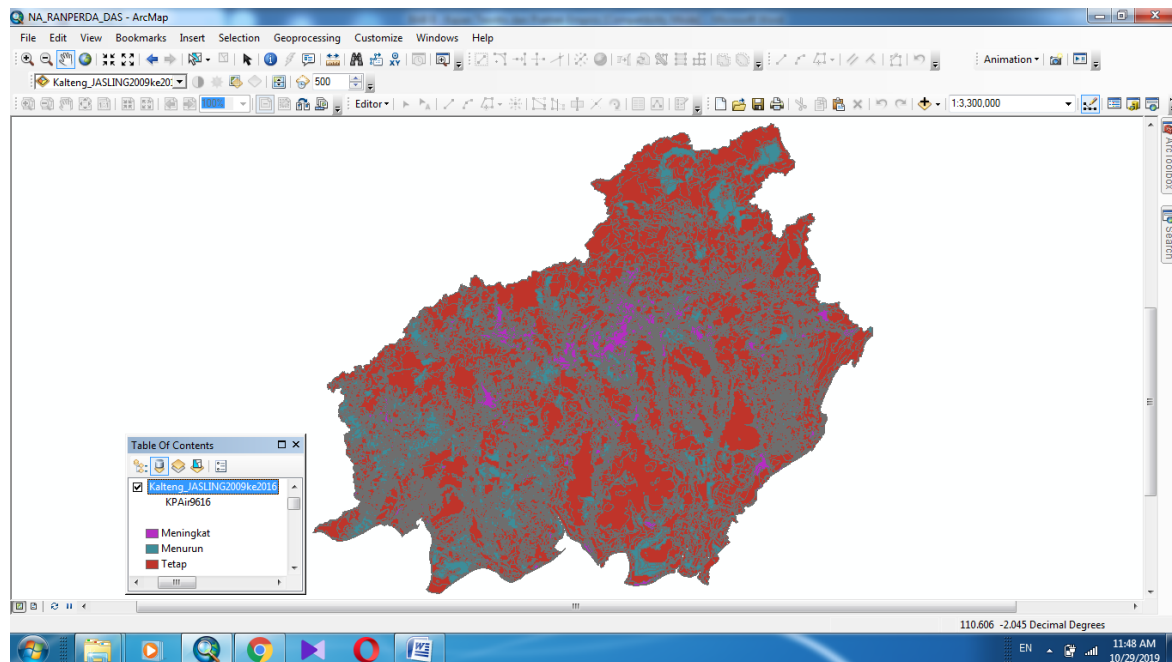 NA_RANPERDA_DAS - ArcMap
File Edit View Bookmarks Insert Selection Geoprocessing Customize Windows Help
Animation
Kalteng_JASLING2009ke20: 500
100% Editor 1:3,300,000
ArcToolbox
Search
Table Of Contents
Kalteng_JASLING2009ke2016
KPAir9616
Meningkat
Menurun
Tetap
110.606 -2.045 Decimal Degrees
EN 11:48 AM
10/29/2019